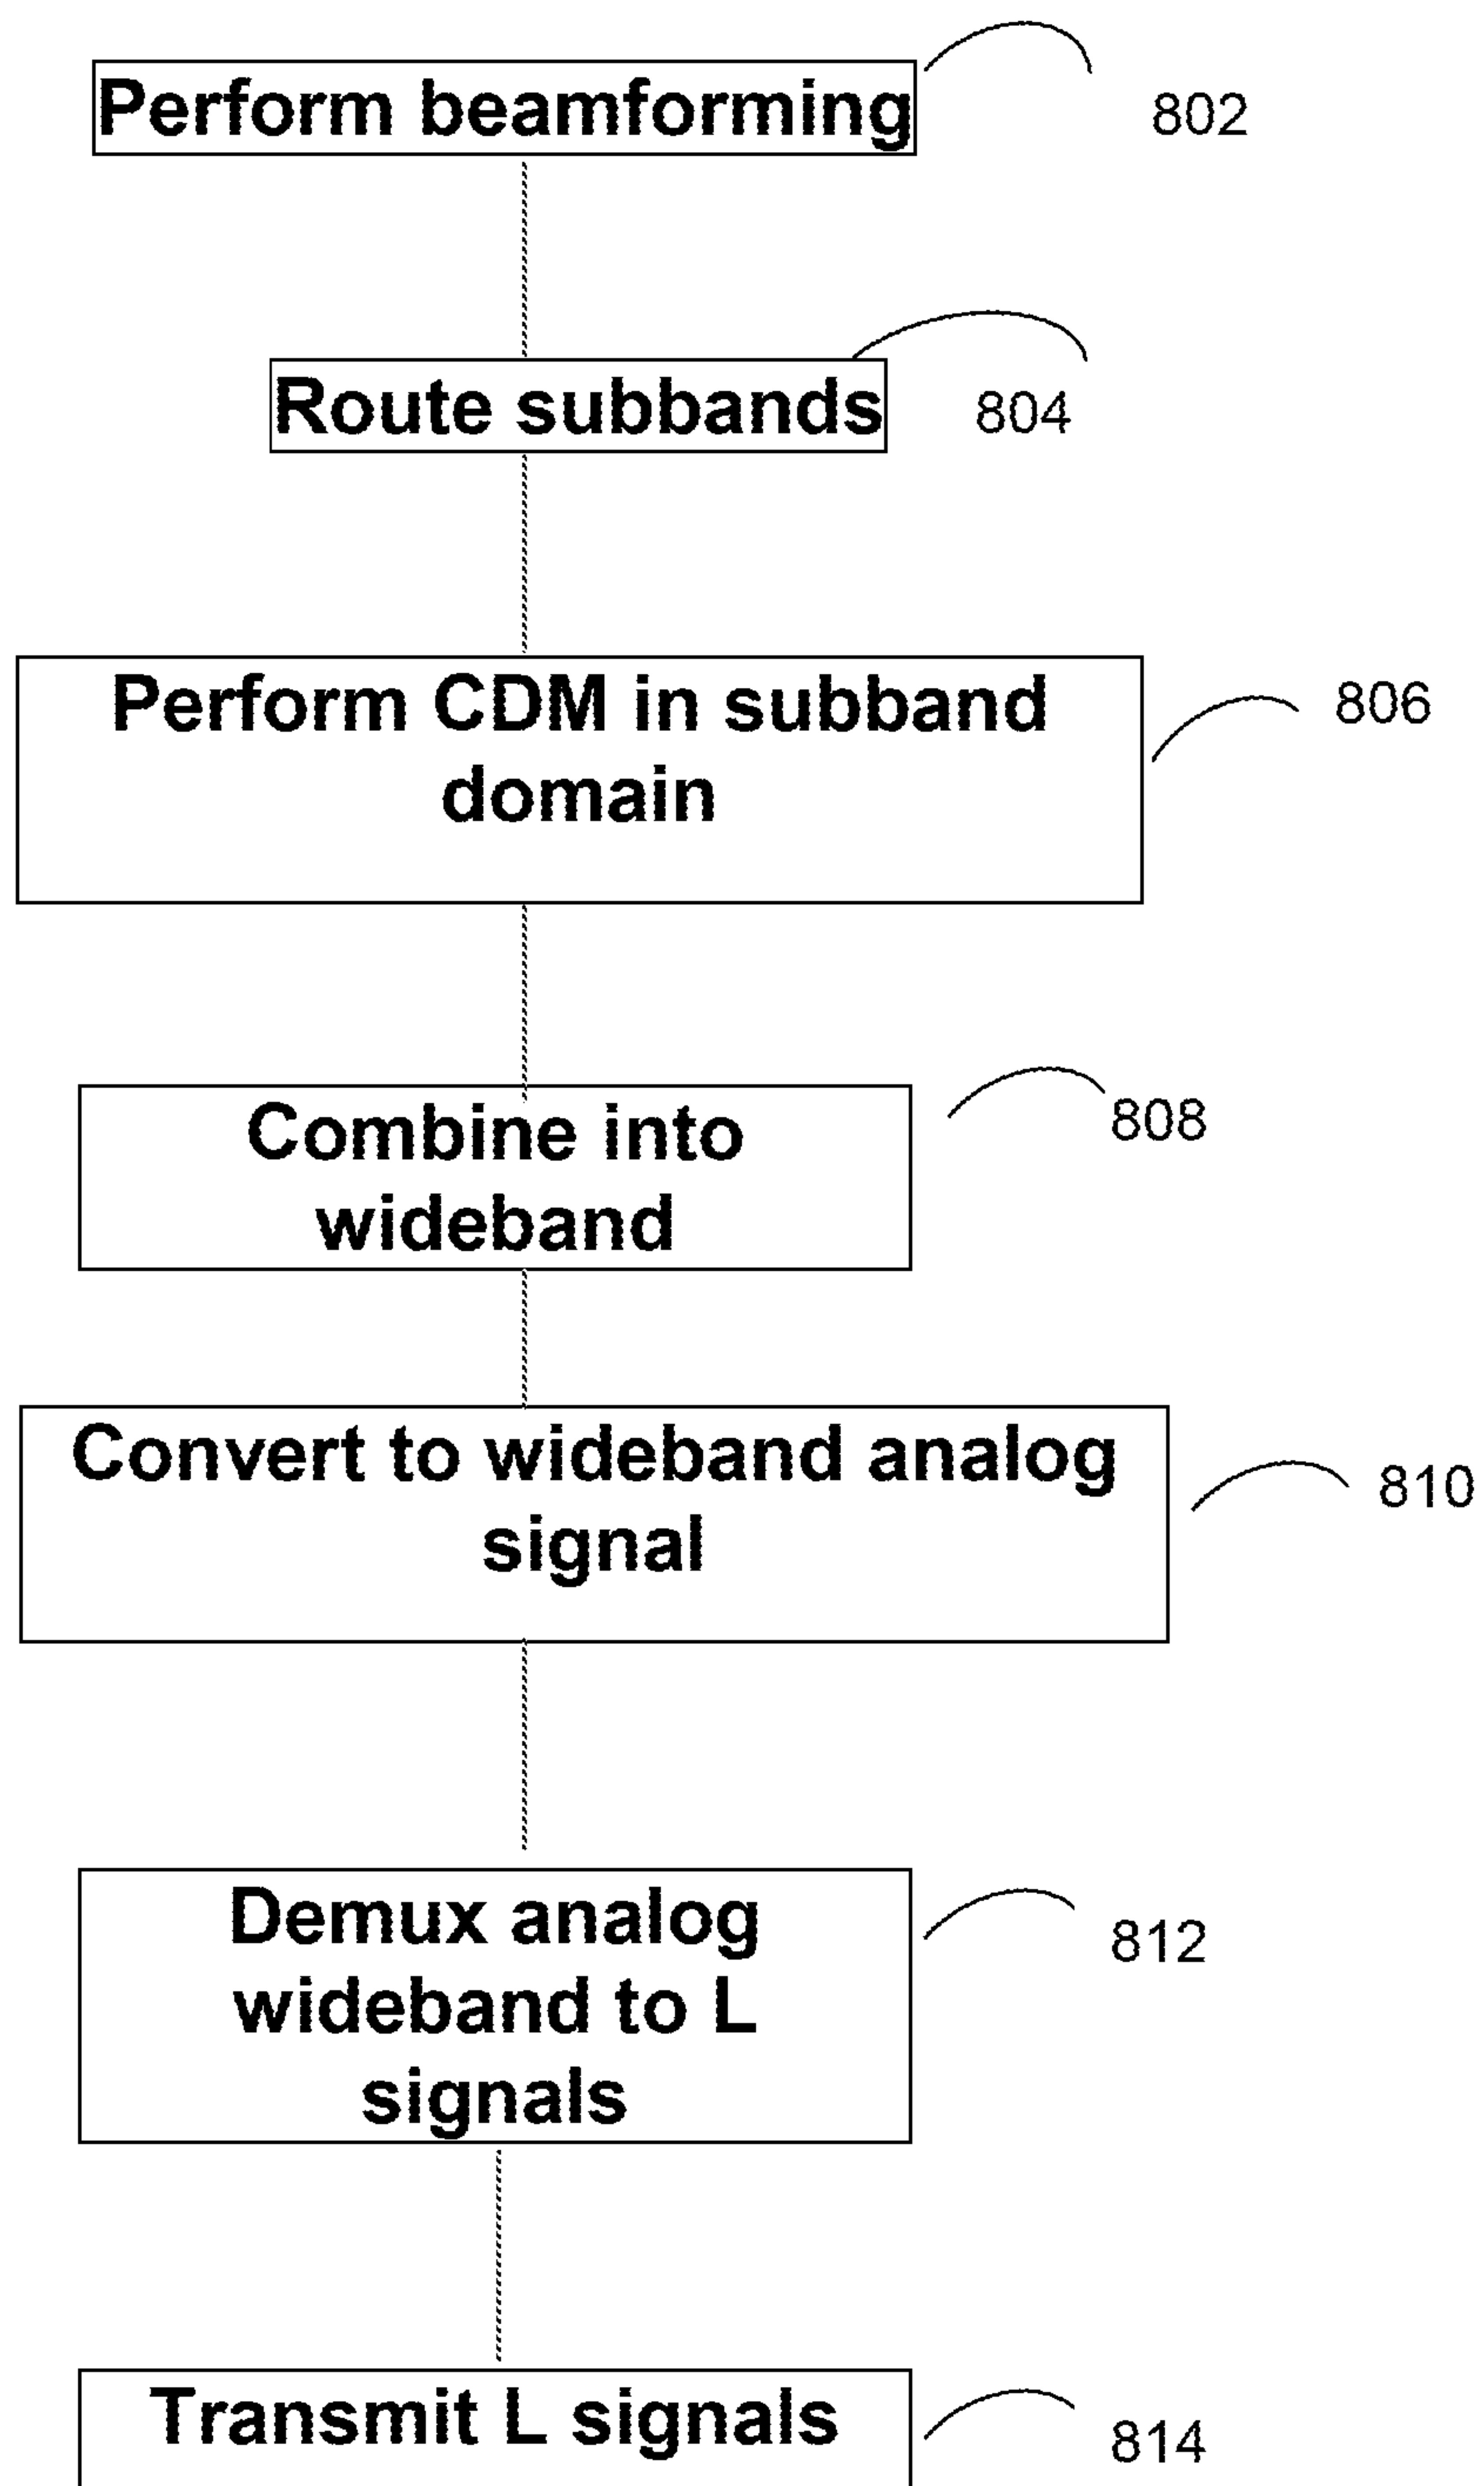 Perform beamforming
802
Route subbands
804
Perform CDM in subband
domain
806
Combine into
wideband
808
Convert to wideband analog
signal
810
Demux analog
wideband to L
signals
812
Transmit L signals
814